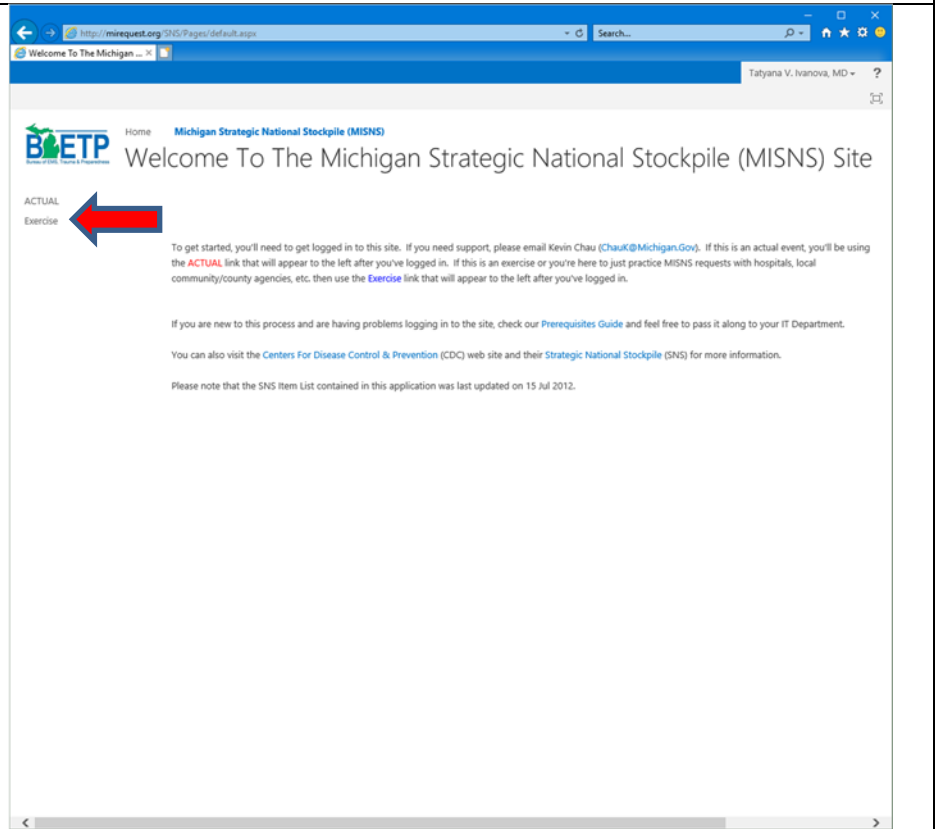 http://mirequest.org/SNS/Pages/default.aspx
Search...
Welcome To The Michigan ...
Tatyana V. Ivanova, MD
?
BETP
Bureau of EMS, Trauma & Preparedness
Home Michigan Strategic National Stockpile (MISNS)
Welcome To The Michigan Strategic National Stockpile (MISNS) Site
ACTUAL
Exercise
To get started, you'll need to get logged in to this site. If you need support, please email Kevin Chau (ChauK@Michigan.Gov). If this is an actual event, you'll be using
the ACTUAL link that will appear to the left after you've logged in. If this is an exercise or you're here to just practice MISNS requests with hospitals, local
community/county agencies, etc. then use the Exercise link that will appear to the left after you've logged in.
If you are new to this process and are having problems logging in to the site, check our Prerequisites Guide and feel free to pass it along to your IT Department.
You can also visit the Centers For Disease Control & Prevention (CDC) web site and their Strategic National Stockpile (SNS) for more information.
Please note that the SNS Item List contained in this application was last updated on 15 Jul 2012.